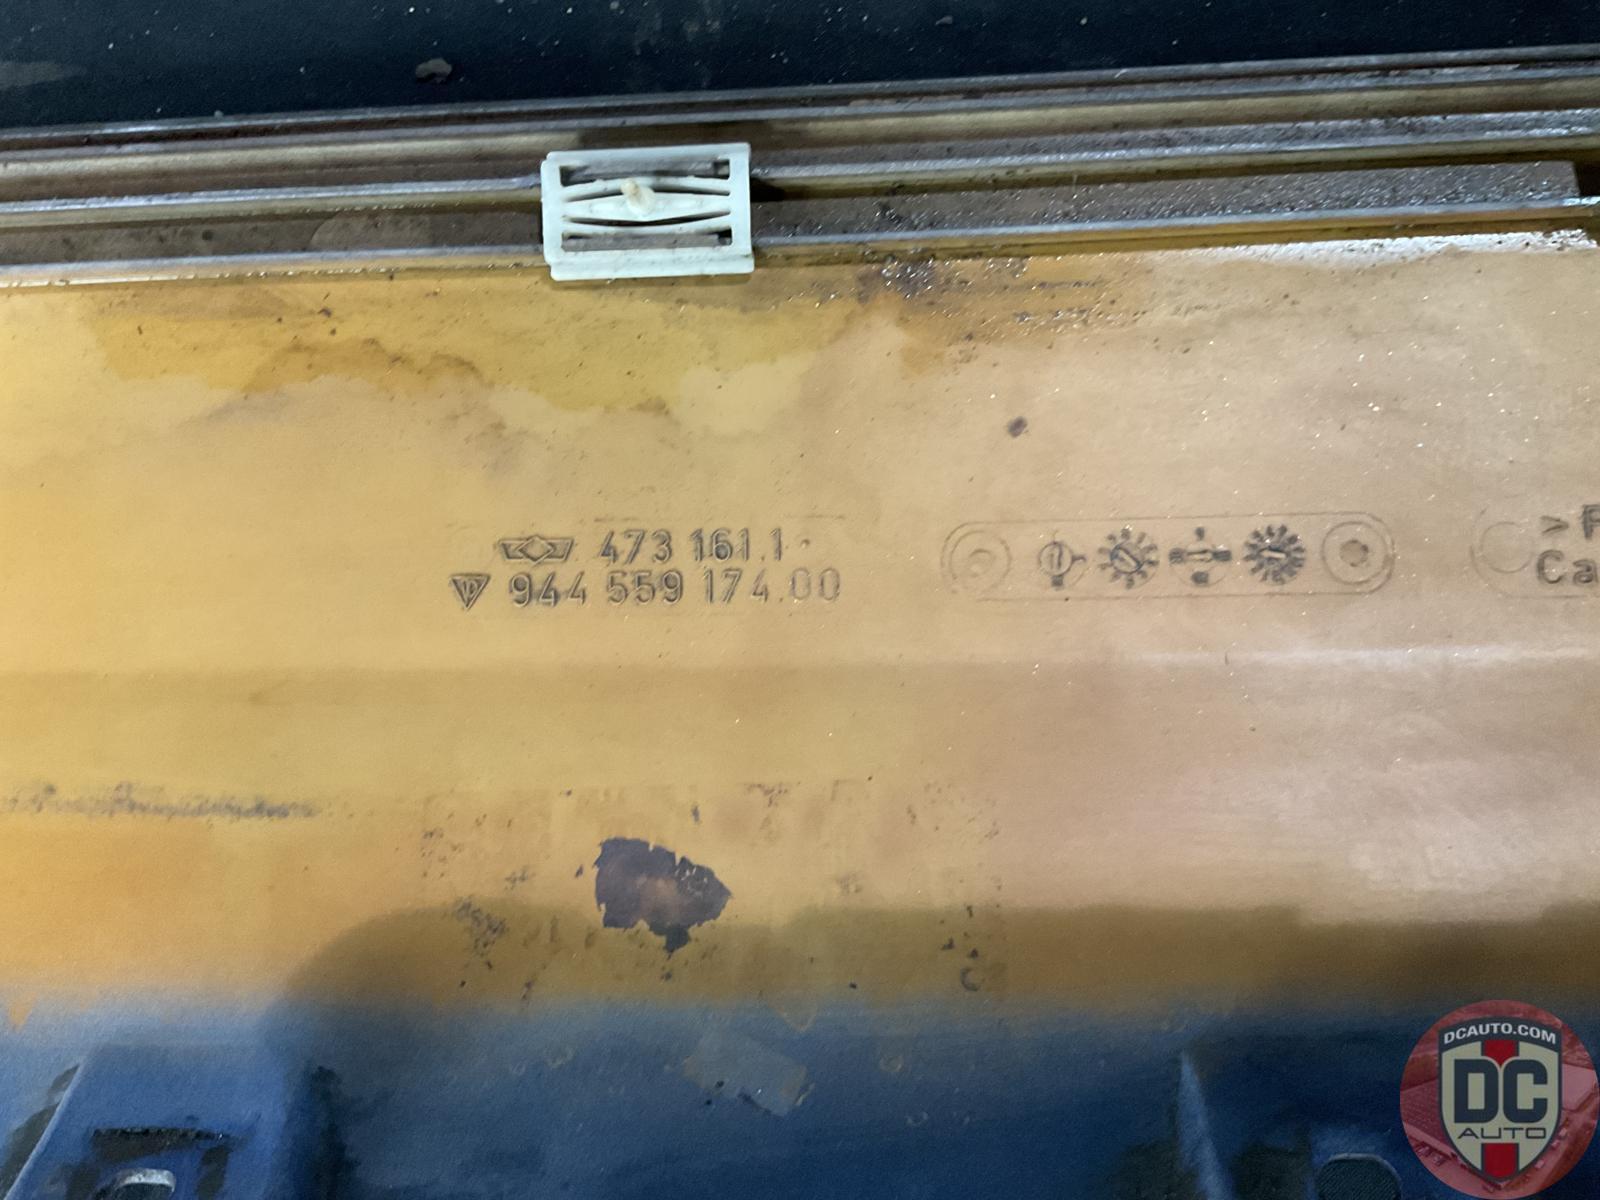 473 161.1
944 559 174.00
> P
Ca
DCAUTO.COM
DC
AUTO